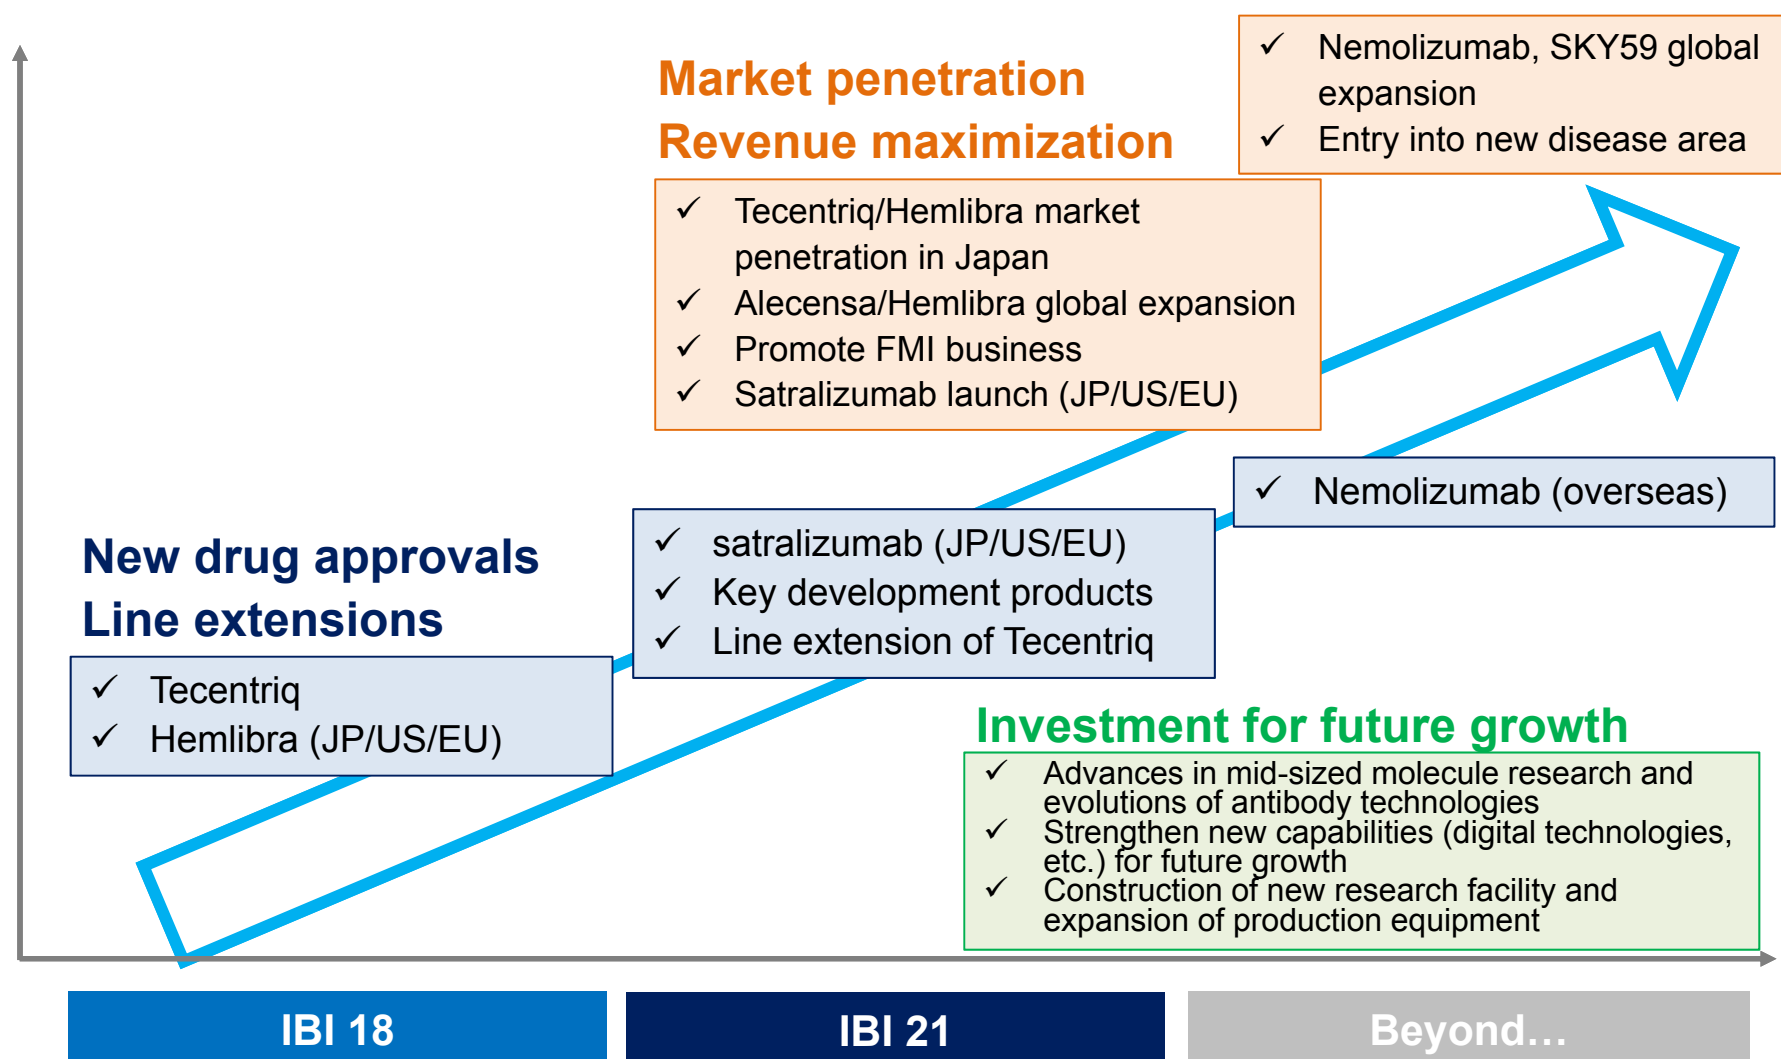 Market penetration
Revenue maximization
✓ Tecentriq/Hemlibra market
penetration in Japan
✓ Alecensa/Hemlibra global expansion
✓ Promote FMI business
✓ Satralizumab launch (JP/US/EU)
✓ Nemolizumab, SKY59 global
expansion
✓ Entry into new disease area
New drug approvals
Line extensions
✓ Tecentriq
✓ Hemlibra (JP/US/EU)
✓ satralizumab (JP/US/EU)
✓ Key development products
✓ Line extension of Tecentriq
✓ Nemolizumab (overseas)
Investment for future growth
✓ Advances in mid-sized molecule research and
evolutions of antibody technologies
✓ Strengthen new capabilities (digital technologies,
etc.) for future growth
✓ Construction of new research facility and
expansion of production equipment
IBI 18
IBI 21
Beyond…